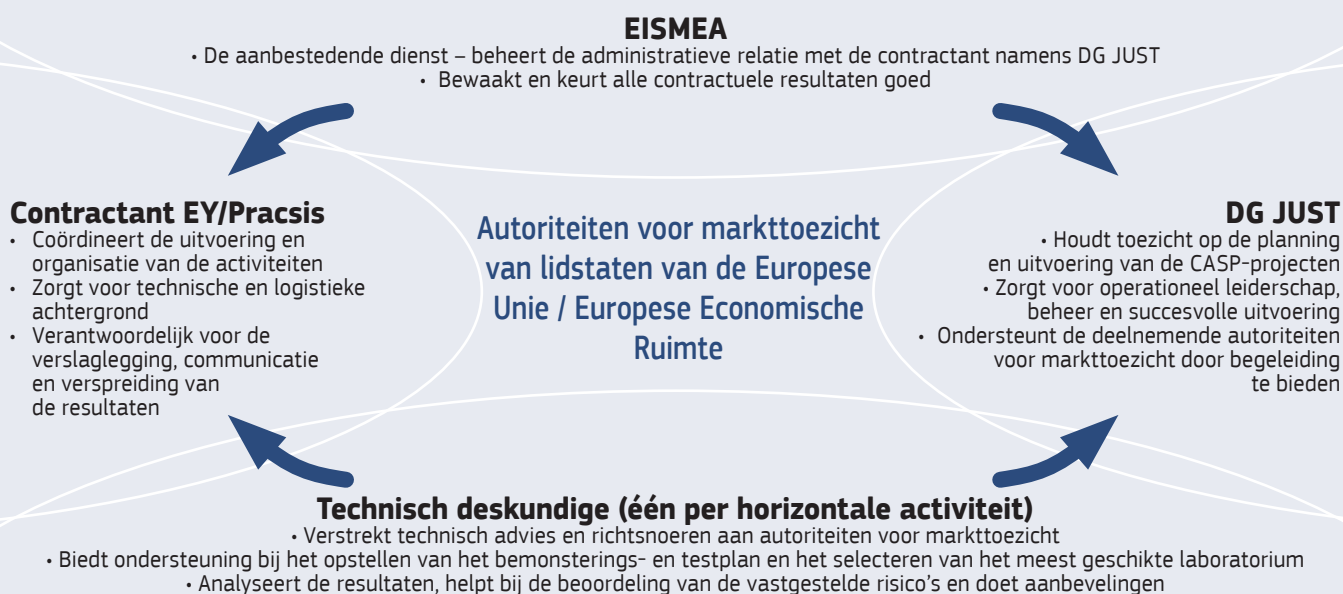 EISMEA
• De aanbestedende dienst – beheert de administratieve relatie met de contractant namens DG JUST
• Bewaakt en keurt alle contractuele resultaten goed
Contractant EY/Pracsis
• Coördineert de uitvoering en
organisatie van de activiteiten
• Zorgt voor technische en logistieke
achtergrond
• Verantwoordelijk voor de
verslaglegging, communicatie
en verspreiding van
de resultaten
Autoriteiten voor markttoezicht
van lidstaten van de Europese
Unie / Europese Economische
Ruimte
DG JUST
• Houdt toezicht op de planning
en uitvoering van de CASP-projecten
• Zorgt voor operationeel leiderschap,
beheer en succesvolle uitvoering
• Ondersteunt de deelnemende autoriteiten
voor markttoezicht door begeleiding
te bieden
Technisch deskundige (één per horizontale activiteit)
• Verstrekt technisch advies en richtsnoeren aan autoriteiten voor markttoezicht
• Biedt ondersteuning bij het opstellen van het bemonsterings- en testplan en het selecteren van het meest geschikte laboratorium
• Analyseert de resultaten, helpt bij de beoordeling van de vastgestelde risico's en doet aanbevelingen